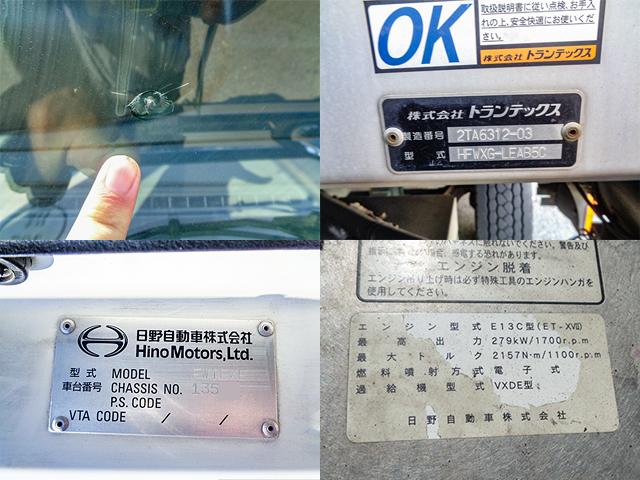 OK
取扱説明書に従い点検、お手入
れの上、安全快適にお使いくだ
さい。
株式会社 トランテックス
株式会社 トランテックス
製造番号 2TA6312-03
型式 HFWXG-LEAB5C
日野自動車株式会社
Hino Motors, Ltd.
型式 MODEL
車台番号 CHASSIS NO. 135
P.S. CODE
VTA CODE / /
エンジン脱着
エンジン吊り上げ時は必ず特殊工具のエンジンハンガを
使用してください。
エンジン型式 E13C型(ET-XVII)
最高出力 279kW/1700r.p.m
最大トルク 2157N·m/1100r.p.m
燃料噴射方式 電子式
過給機型式 VXDE型
日野自動車株式会社